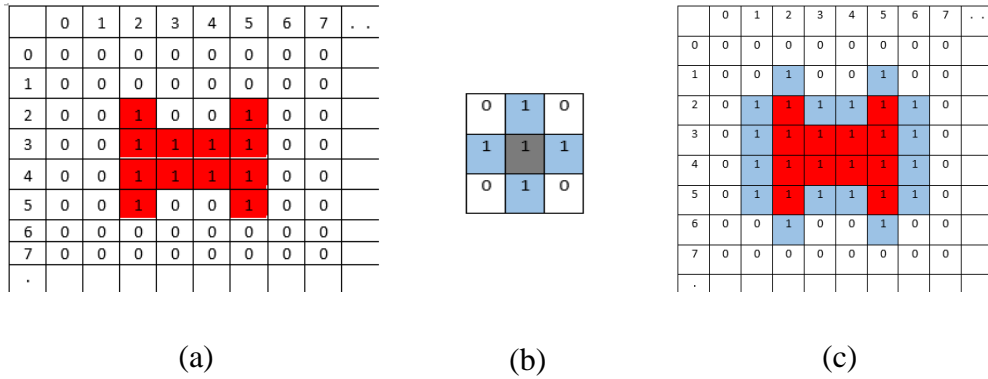 0 1 2 3 4 5 6 7 . .
0 0 0 0 0 0 0 0 0
1 0 0 0 0 0 0 0 0
2 0 0 1 0 0 1 0 0
3 0 0 1 1 1 1 0 0
4 0 0 1 1 1 1 0 0
5 0 0 1 0 0 1 0 0
6 0 0 0 0 0 0 0 0
7 0 0 0 0 0 0 0 0
.
(a)
0 1 0
1 1 1
0 1 0
(b)
0 1 2 3 4 5 6 7 . .
0 0 0 0 0 0 0 0 0
1 0 0 1 0 0 1 0 0
2 0 1 1 1 1 1 1 0
3 0 1 1 1 1 1 1 0
4 0 1 1 1 1 1 1 0
5 0 1 1 1 1 1 1 0
6 0 0 1 0 0 1 0 0
7 0 0 0 0 0 0 0 0
.
(c)